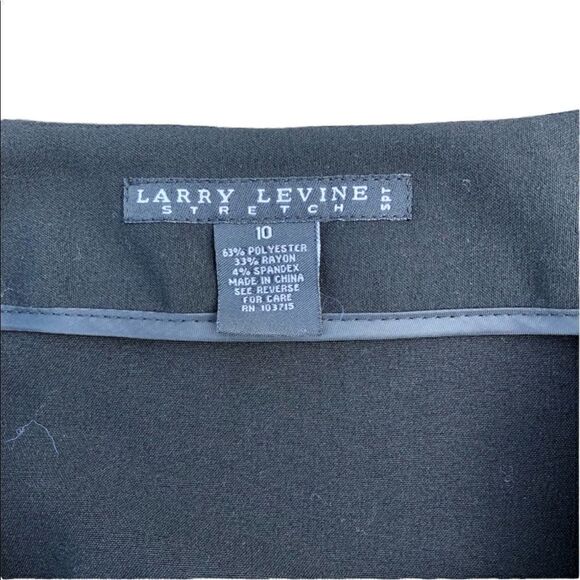 LARRY LEVINE
STRETCH
SPT
10
63% POLYESTER
33% RAYON
4% SPANDEX
MADE IN CHINA
SEE REVERSE
FOR CARE
RN 103715